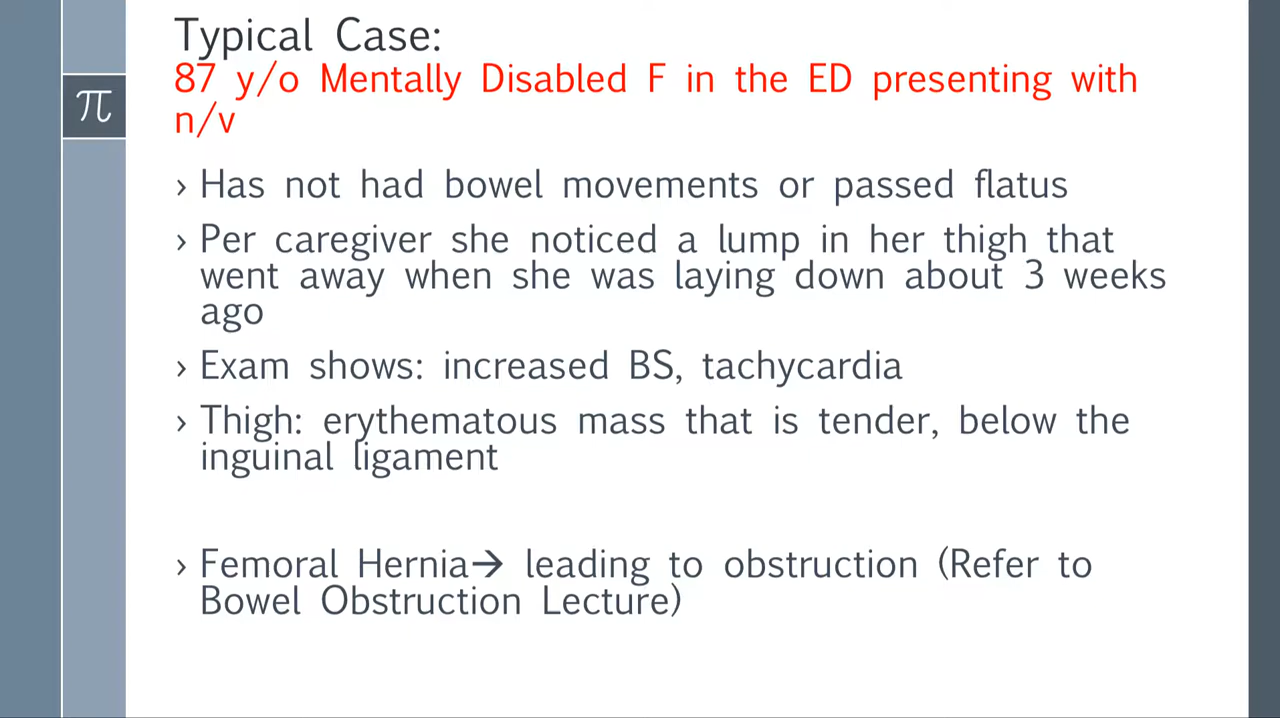 Typical Case:
87 y/o Mentally Disabled F in the ED presenting with
n/v
π
› Has not had bowel movements or passed flatus
› Per caregiver she noticed a lump in her thigh that
went away when she was laying down about 3 weeks
ago
› Exam shows: increased BS, tachycardia
› Thigh: erythematous mass that is tender, below the
inguinal ligament
› Femoral Hernia→ leading to obstruction (Refer to
Bowel Obstruction Lecture)